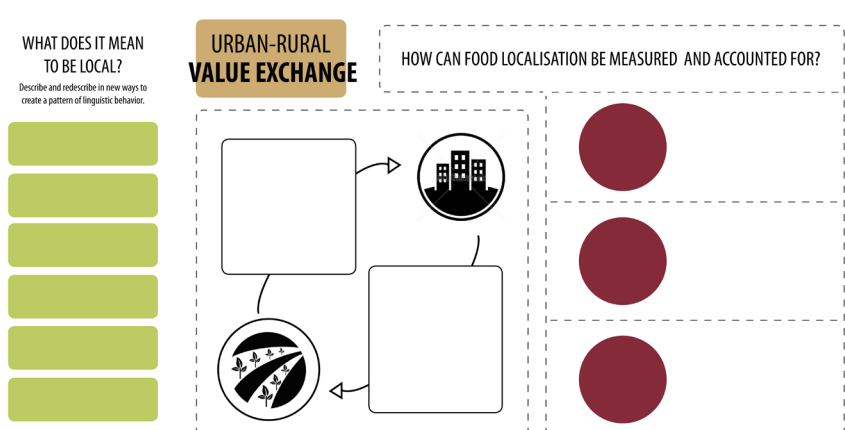 WHAT DOES IT MEAN
TO BE LOCAL?
Describe and redescribe in new ways to
create a pattern of linguistic behavior.
URBAN-RURAL
VALUE EXCHANGE
HOW CAN FOOD LOCALISATION BE MEASURED AND ACCOUNTED FOR?